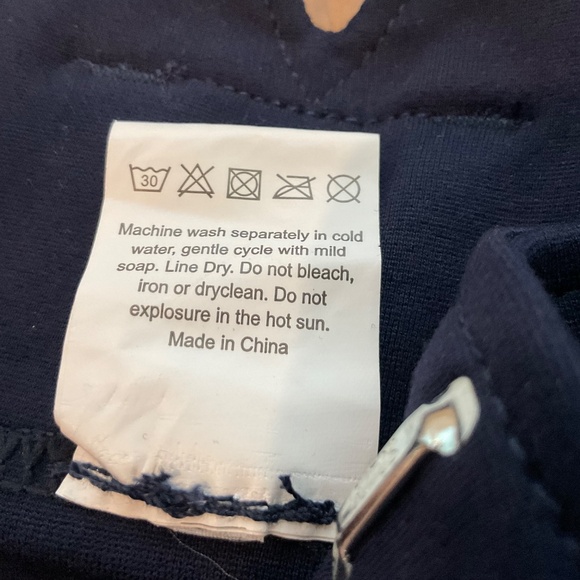 30
Machine wash separately in cold
water, gentle cycle with mild
soap. Line Dry. Do not bleach,
iron or dryclean. Do not
explosure in the hot sun.
Made in China